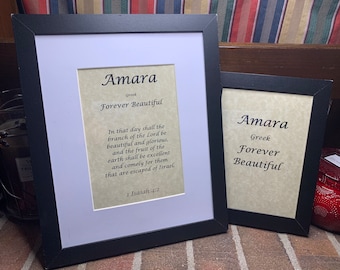 Amara
Greek
Forever Beautiful
In that day shall the
branch of the Lord be
beautiful and glorious,
and the fruit of the
earth shall be excellent
and comely for them
that are escaped of Israel.
Isaiah 4:2
Amara
Greek
Forever
Beautiful